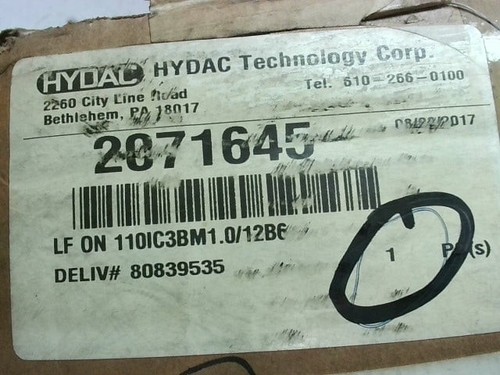 HYDAC HYDAC Technology Corp.
2260 City Line Road Tel. 610-266-0100
Bethlehem, PA 18017
2071645 /2017
LF ON 110IC3BM1.0/12B6
1 (s)
DELIV# 80839535